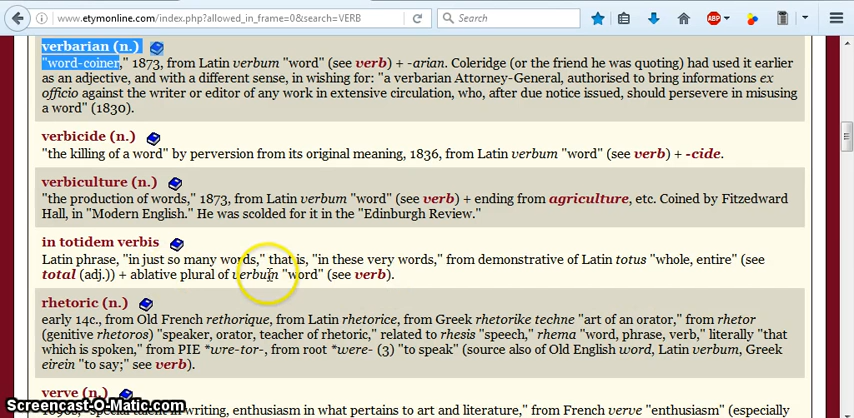 www.etymonline.com/index.php?allowed_in_frame=0&search=VERB
Search
ABP
verbarian (n.)
"word-coiner," 1873, from Latin verbum "word" (see verb) + -arian. Coleridge (or the friend he was quoting) had used it earlier
as an adjective, and with a different sense, in wishing for: "a verbarian Attorney-General, authorised to bring informations ex
officio against the writer or editor of any work in extensive circulation, who, after due notice issued, should persevere in misusing
a word" (1830).
verbicide (n.)
"the killing of a word" by perversion from its original meaning, 1836, from Latin verbum "word" (see verb) + -cide.
verbiculture (n.)
"the production of words," 1873, from Latin verbum "word" (see verb) + ending from agriculture, etc. Coined by Fitzedward
Hall, in "Modern English." He was scolded for it in the "Edinburgh Review."
in totidem verbis
Latin phrase, "in just so many words," that is, "in these very words," from demonstrative of Latin totus "whole, entire" (see
total (adj.)) + ablative plural of verbum "word" (see verb).
rhetoric (n.)
early 14c., from Old French rethorique, from Latin rhetorice, from Greek rhetorike techne "art of an orator," from rhetor
(genitive rhetoros) "speaker, orator, teacher of rhetoric," related to rhesis "speech," rhema "word, phrase, verb," literally "that
which is spoken," from PIE *wre-tor-, from root *were- (3) "to speak" (source also of Old English word, Latin verbum, Greek
eirein "to say;" see verb).
verve (n.)
talent in writing, enthusiasm in what pertains to art and literature," from French verve "enthusiasm" (especially
Screencast-O-Matic.com